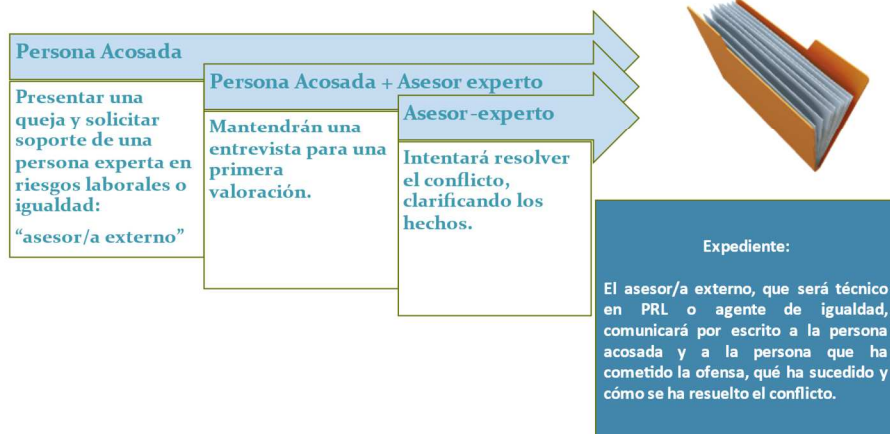 Persona Acosada
Presentar una
queja y solicitar
soporte de una
persona experta en
riesgos laborales o
igualdad:
“asesor/a externo”
Persona Acosada + Asesor experto
Mantendrán una
entrevista para una
primera
valoración.
Asesor-experto
Intentará resolver
el conflicto,
clarificando los
hechos.
Expediente:
El asesor/a externo, que será técnico
en PRL o agente de igualdad,
comunicará por escrito a la persona
acosada y a la persona que ha
cometido la ofensa, qué ha sucedido y
cómo se ha resuelto el conflicto.